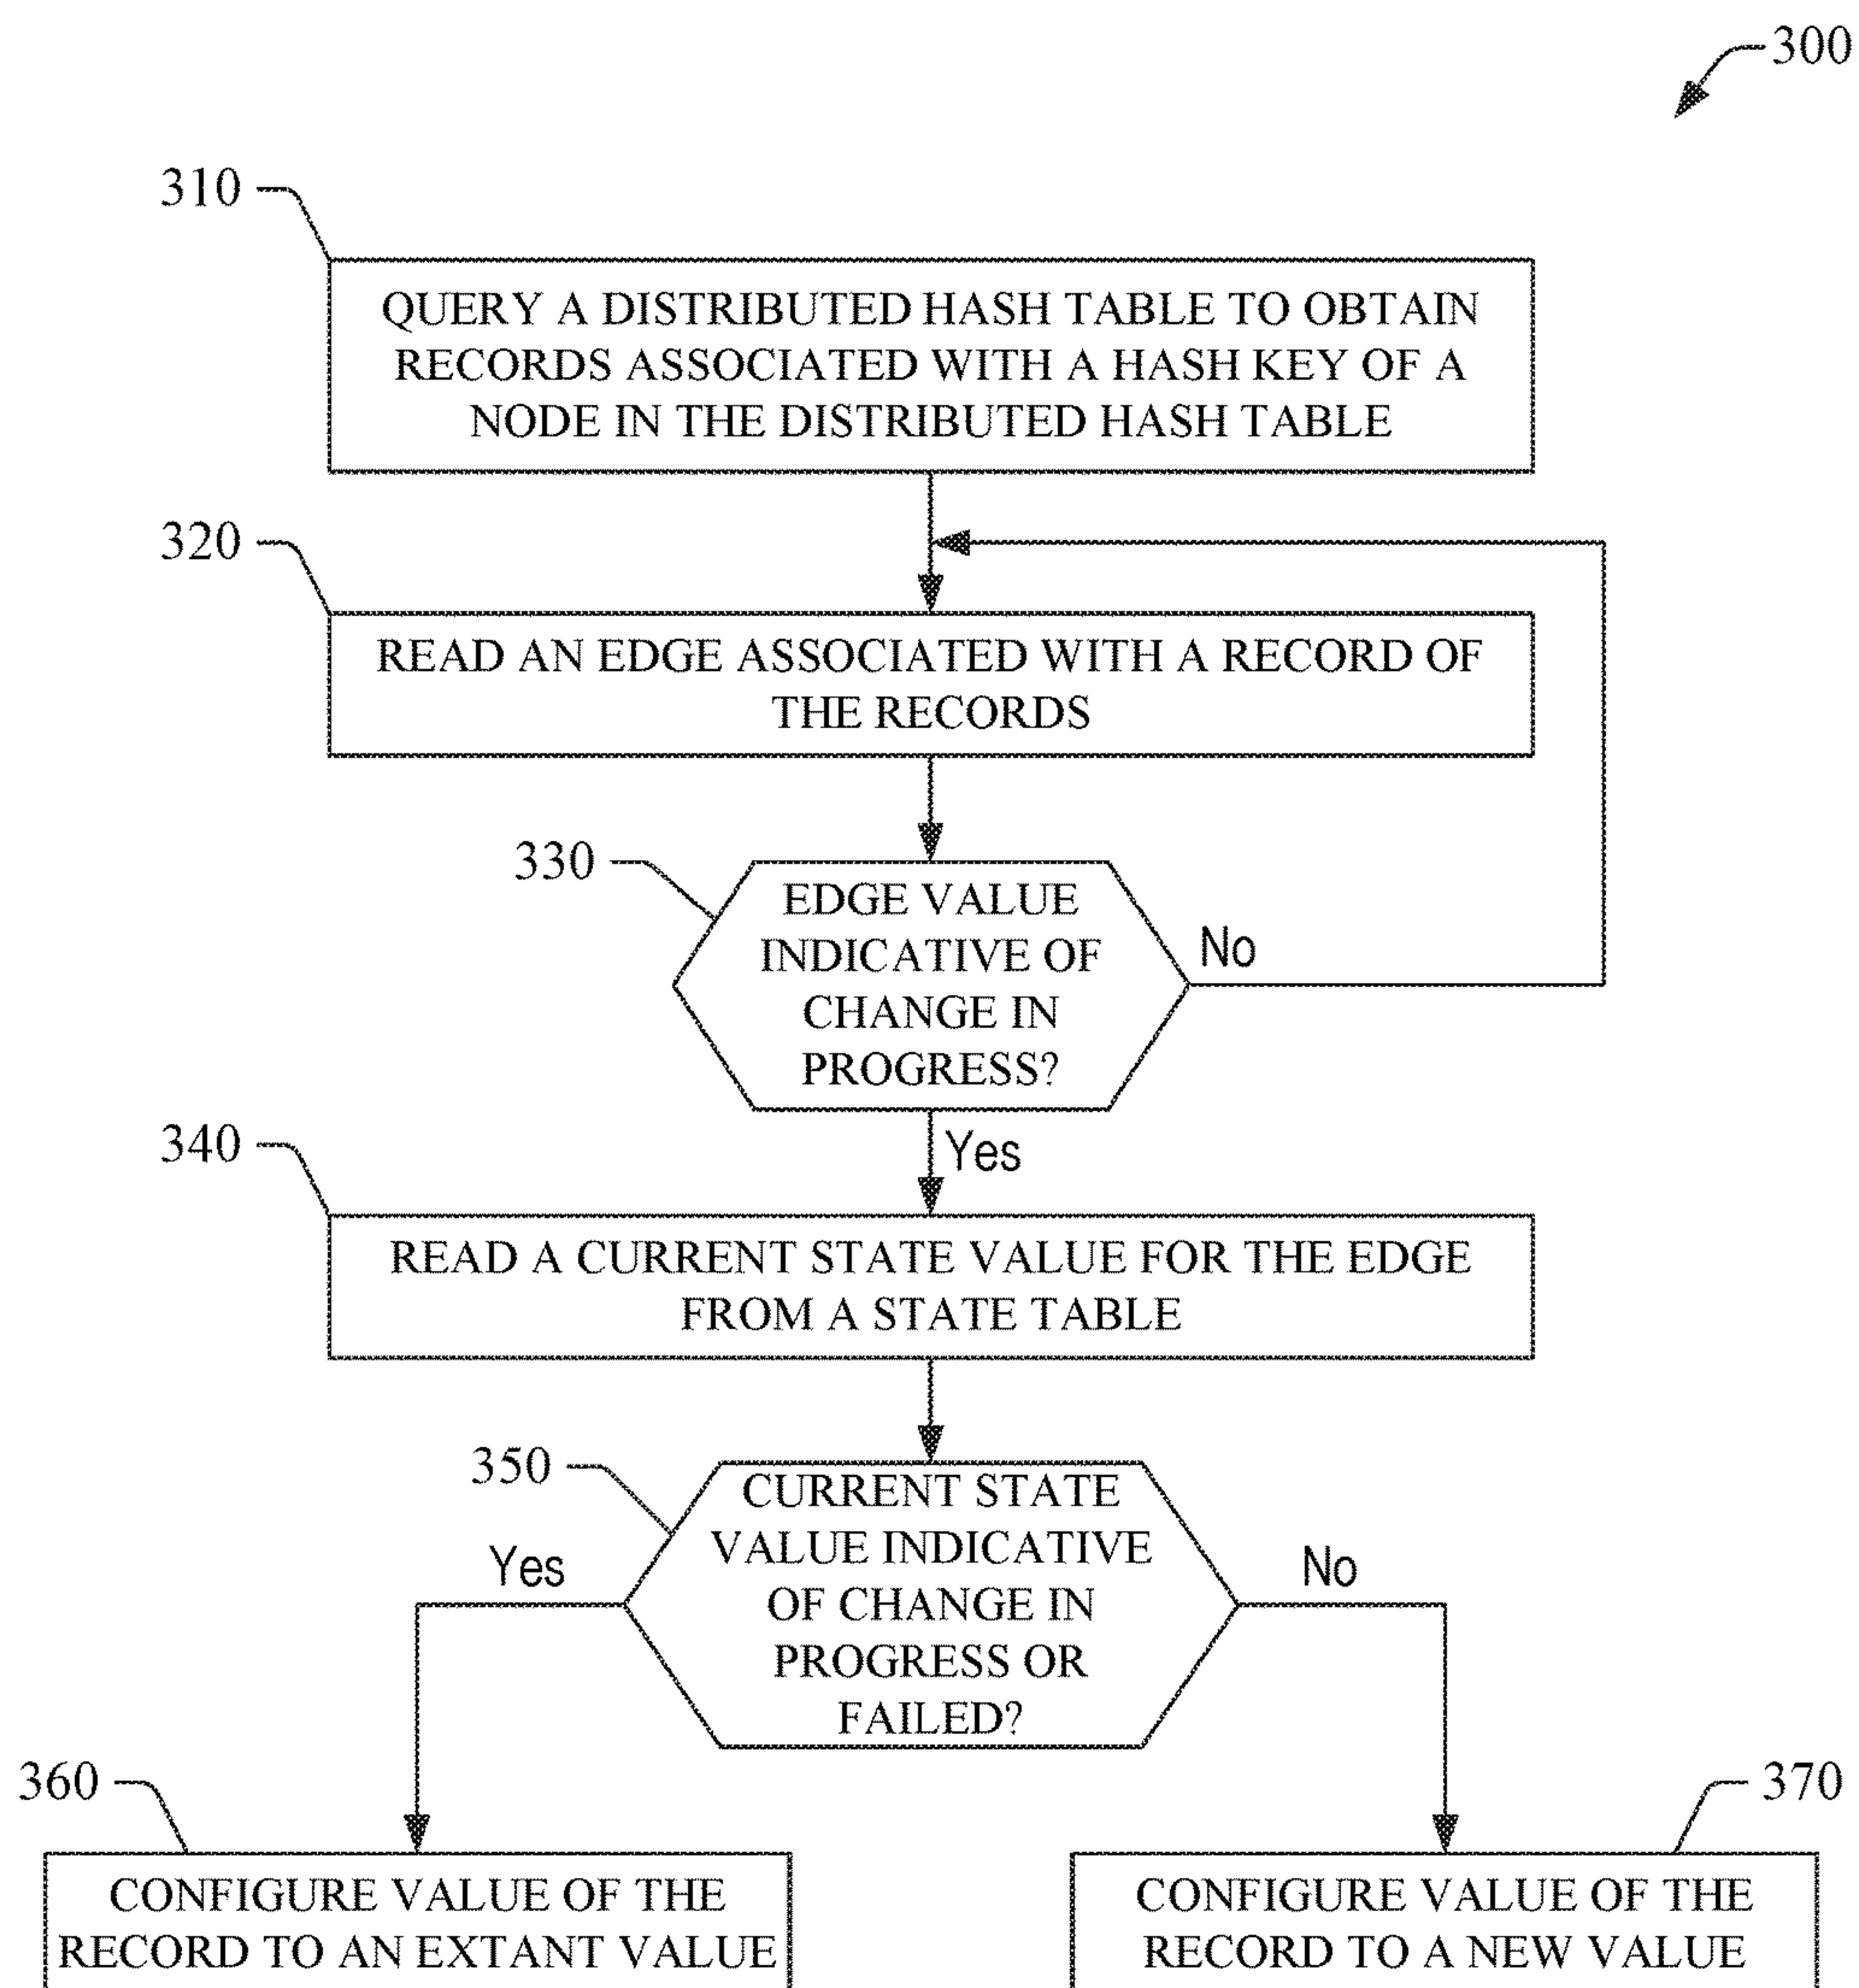 300
310
QUERY A DISTRIBUTED HASH TABLE TO OBTAIN
RECORDS ASSOCIATED WITH A HASH KEY OF A
NODE IN THE DISTRIBUTED HASH TABLE
320
READ AN EDGE ASSOCIATED WITH A RECORD OF
THE RECORDS
330
EDGE VALUE
INDICATIVE OF
CHANGE IN
PROGRESS?
No
Yes
340
READ A CURRENT STATE VALUE FOR THE EDGE
FROM A STATE TABLE
350
CURRENT STATE
VALUE INDICATIVE
OF CHANGE IN
PROGRESS OR
FAILED?
Yes
No
360
CONFIGURE VALUE OF THE
RECORD TO AN EXTANT VALUE
370
CONFIGURE VALUE OF THE
RECORD TO A NEW VALUE